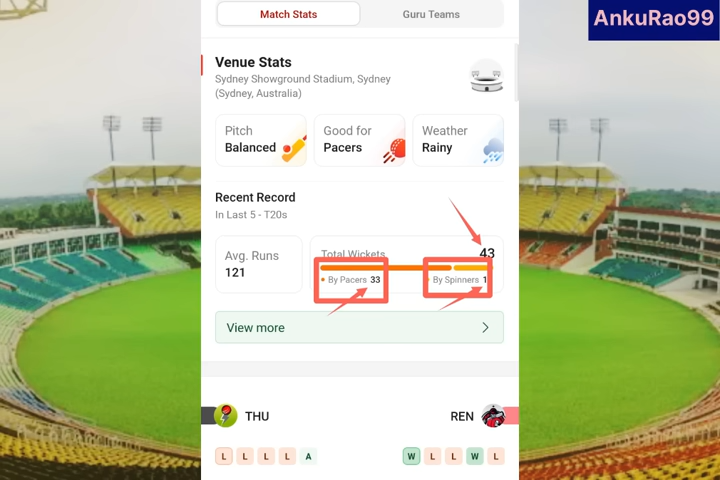 Match Stats
Guru Teams
AnkuRao99
Venue Stats
Sydney Showground Stadium, Sydney
(Sydney, Australia)
Pitch
Balanced
Good for
Pacers
Weather
Rainy
Recent Record
In Last 5 - T20s
Avg. Runs
121
Total Wickets
43
By Pacers 33
By Spinners
View more
THU
REN
L L L L A
W L L W L